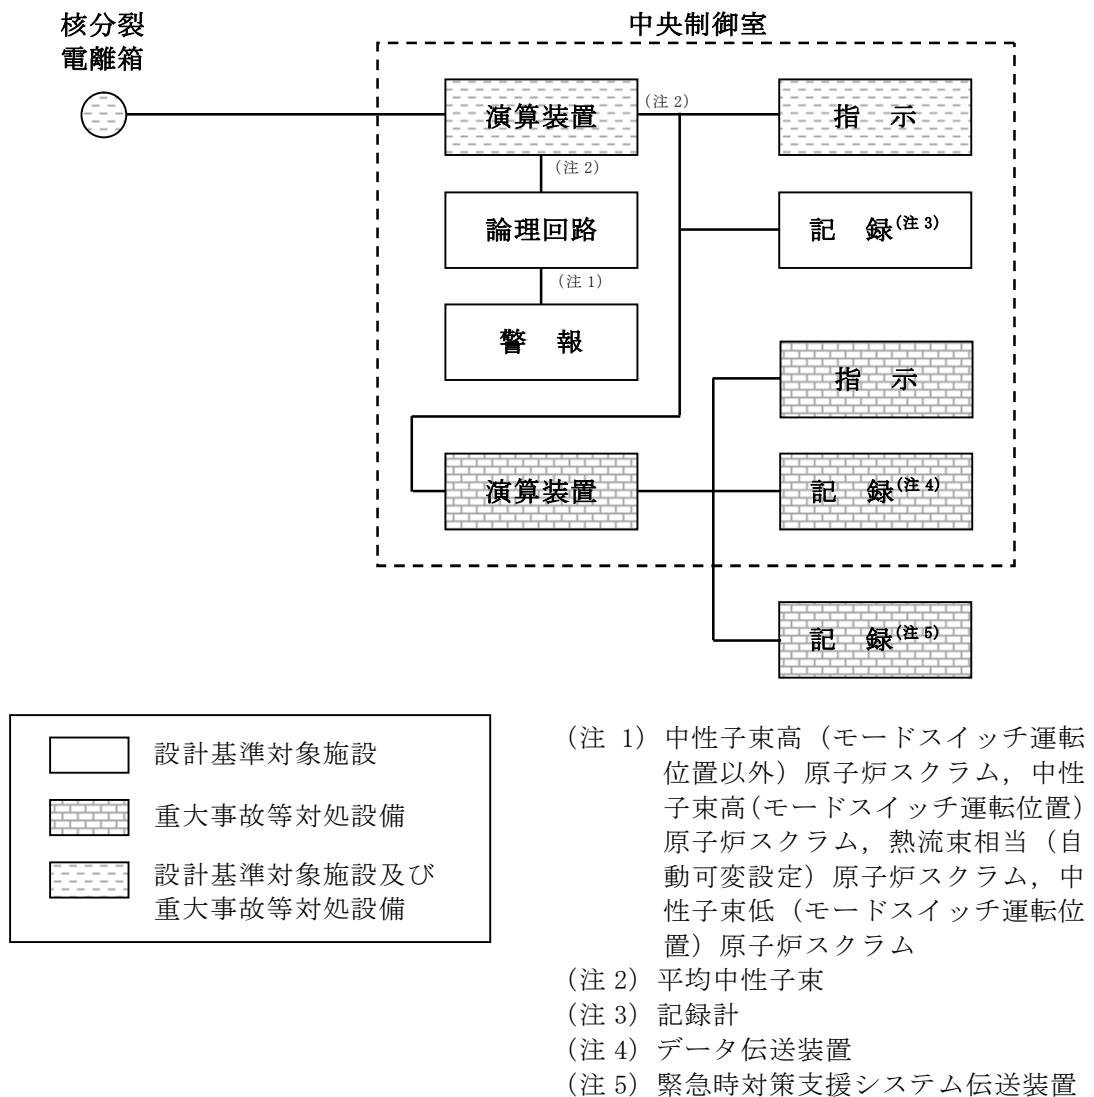 核分裂
電離箱
中央制御室
演算装置
(注 2)
指 示
(注 2)
論理回路
記 録(注 3)
(注 1)
警 報
指 示
演算装置
記 録(注 4)
記 録(注 5)
設計基準対象施設
重大事故等対処設備
設計基準対象施設及び
重大事故等対処設備
(注 1) 中性子束高（モードスイッチ運転
位置以外）原子炉スクラム，中性
子束高(モードスイッチ運転位置)
原子炉スクラム，熱流束相当（自
動可変設定）原子炉スクラム，中
性子束低（モードスイッチ運転位
置）原子炉スクラム
(注 2) 平均中性子束
(注 3) 記録計
(注 4) データ伝送装置
(注 5) 緊急時対策支援システム伝送装置